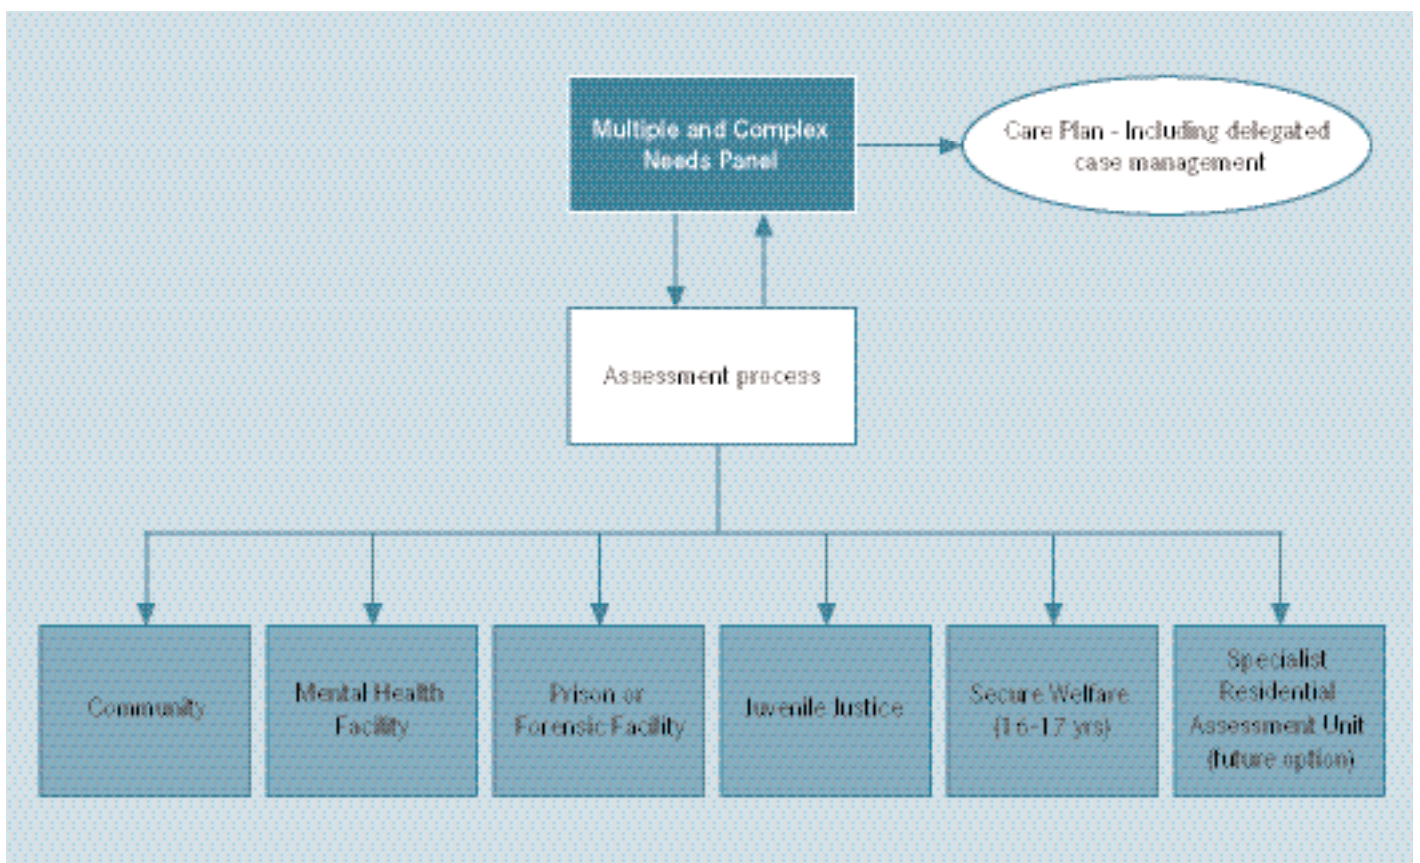 Multiple and Complex
Needs Panel
Care Plan - Including delegated
case management
Assessment process
Community
Mental Health
Facility
Prison or
Forensic Facility
Juvenile Justice
Secure Welfare
(16-17 yrs)
Specialist
Residential
Assessment Unit
(future option)